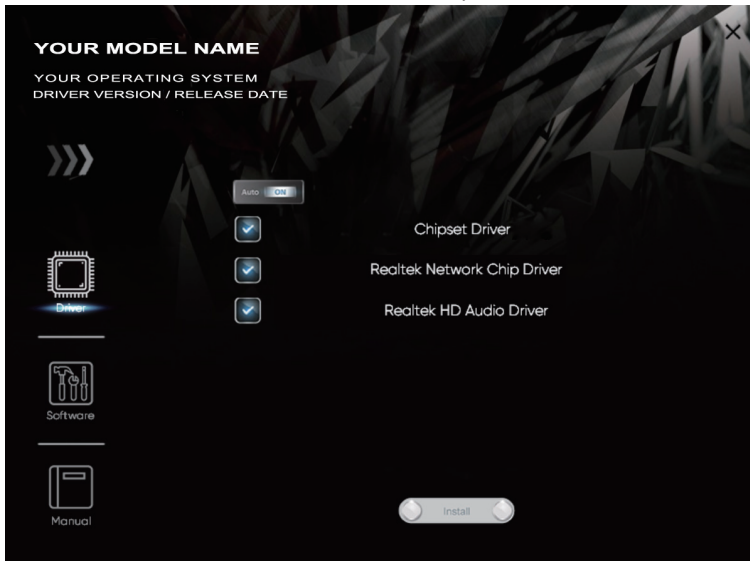 YOUR MODEL NAME
YOUR OPERATING SYSTEM
DRIVER VERSION / RELEASE DATE
Auto ON
Chipset Driver
Realtek Network Chip Driver
Realtek HD Audio Driver
Driver
Software
Manual
Install